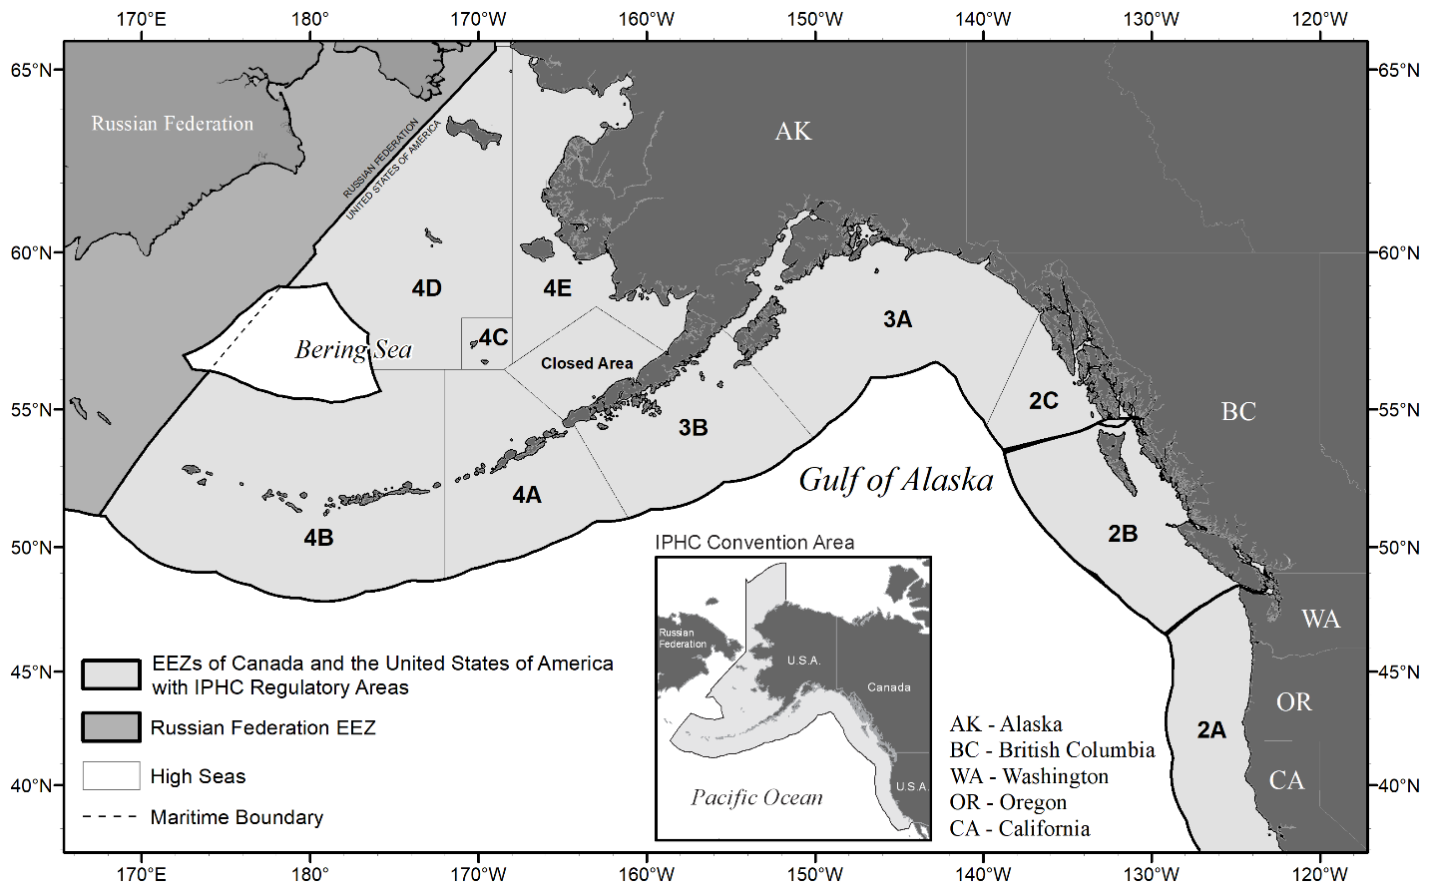 170°E 180° 170°W 160°W 150°W 140°W 130°W 120°W
65°N 65°N
Russian Federation
AK
RUSSIAN FEDERATION
UNITED STATES OF AMERICA
60°N 60°N
4D 4E
3A
4C
Bering Sea
Closed Area
2C
55°N 55°N
BC
3B
Gulf of Alaska
4A
2B
4B
50°N 50°N
IPHC Convention Area
Russian
Federation
U.S.A.
Canada
U.S.A.
Pacific Ocean
WA
45°N 45°N
OR
2A
CA
40°N 40°N
EEZs of Canada and the United States of America
with IPHC Regulatory Areas
Russian Federation EEZ
High Seas
Maritime Boundary
AK - Alaska
BC - British Columbia
WA - Washington
OR - Oregon
CA - California
170°E 180° 170°W 160°W 150°W 140°W 130°W 120°W